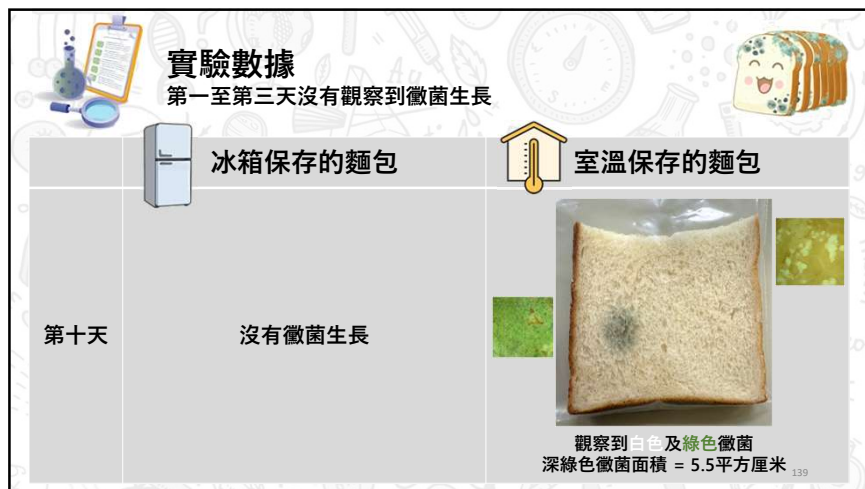 實驗數據
第一至第三天沒有觀察到黴菌生長
冰箱保存的麵包
室溫保存的麵包
第十天
沒有黴菌生長
觀察到白色及綠色黴菌
深綠色黴菌面積 = 5.5平方厘米
139